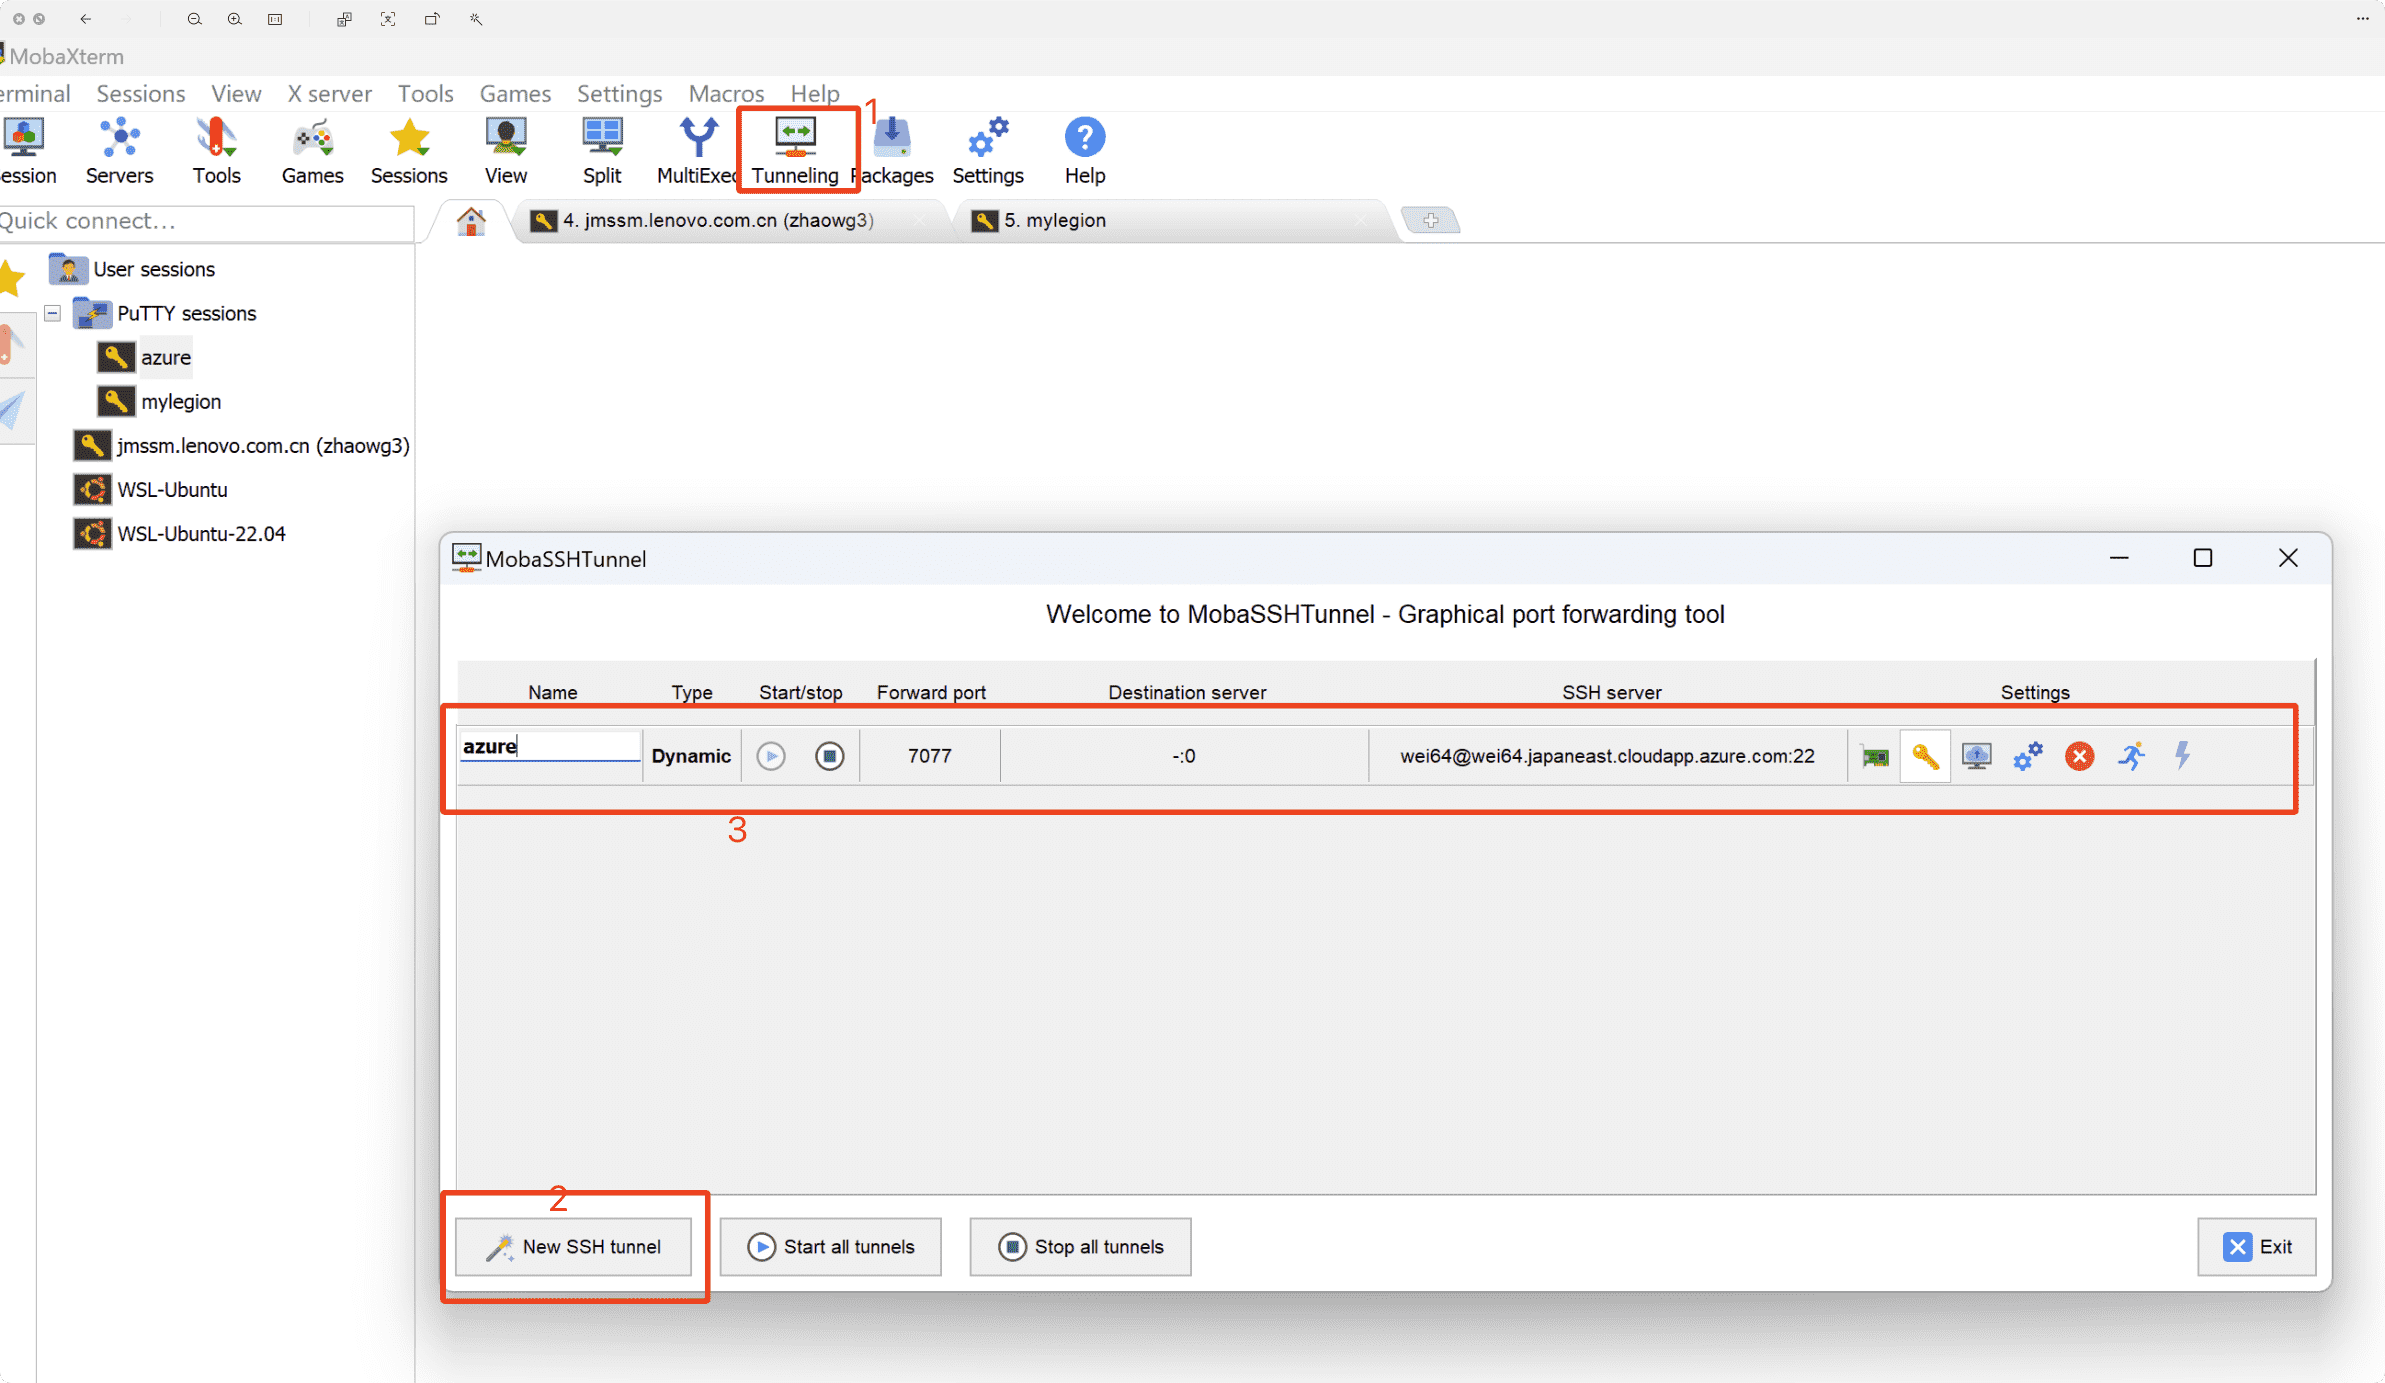 MobaXterm
erminal Sessions View X server Tools Games Settings Macros Help
1
ession Servers Tools Games Sessions View Split MultiExec Tunneling ackages Settings Help
Quick connect...
4. jmssm.lenovo.com.cn (zhaowg3)
5. mylegion
User sessions
PuTTY sessions
azure
mylegion
jmssm.lenovo.com.cn (zhaowg3)
WSL-Ubuntu
WSL-Ubuntu-22.04
MobaSSHTunnel
Welcome to MobaSSHTunnel - Graphical port forwarding tool
Name Type Start/stop Forward port Destination server SSH server Settings
azure Dynamic 7077 -:0 wei64@wei64.japaneast.cloudapp.azure.com:22
3
2
New SSH tunnel Start all tunnels Stop all tunnels Exit